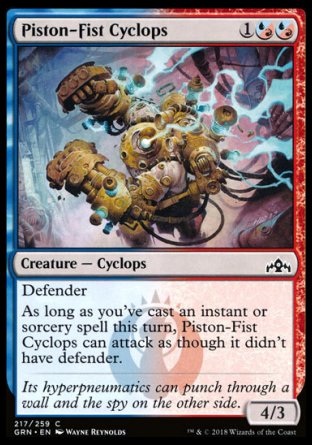 Piston-Fist Cyclops 1
Creature — Cyclops
Defender
As long as you've cast an instant or
sorcery spell this turn, Piston-Fist
Cyclops can attack as though it didn't
have defender.
Its hyperpneumatics can punch through a
wall and the spy on the other side.
4/3
217/259 C
GRN • EN WAYNE REYNOLDS
™ & © 2018 Wizards of the Coast